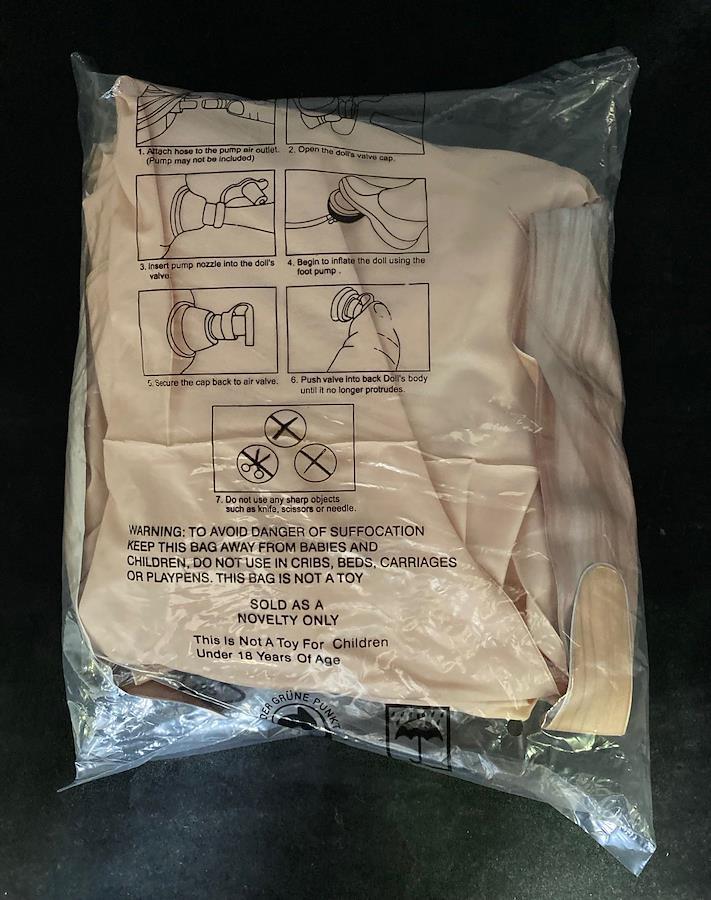 1. Attach hose to the pump air outlet.
(Pump may not be included)
2. Open the doll's valve cap.
3. Insert pump nozzle into the doll's
valve.
4. Begin to inflate the doll using the
foot pump .
5. Secure the cap back to air valve.
6. Push valve into back Doll's body
until it no longer protrudes.
7. Do not use any sharp objects
such as knife, scissors or needle.
WARNING: TO AVOID DANGER OF SUFFOCATION
KEEP THIS BAG AWAY FROM BABIES AND
CHILDREN, DO NOT USE IN CRIBS, BEDS, CARRIAGES
OR PLAYPENS. THIS BAG IS NOT A TOY
SOLD AS A
NOVELTY ONLY
This Is Not A Toy For Children
Under 18 Years Of Age
DER GRÜNE PUNKT